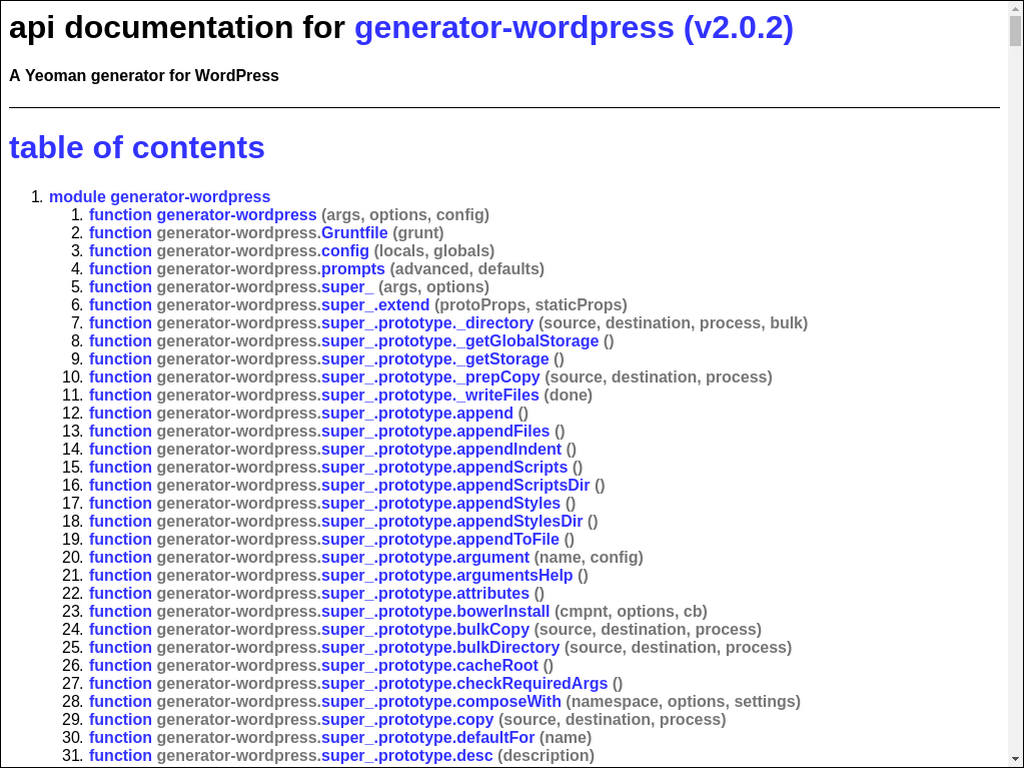 api documentation for generator-wordpress (v2.0.2)
A Yeoman generator for WordPress
table of contents
1. module generator-wordpress
1. function generator-wordpress (args, options, config)
2. function generator-wordpress.Gruntfile (grunt)
3. function generator-wordpress.config (locals, globals)
4. function generator-wordpress.prompts (advanced, defaults)
5. function generator-wordpress.super_ (args, options)
6. function generator-wordpress.super_.extend (protoProps, staticProps)
7. function generator-wordpress.super_.prototype._directory (source, destination, process, bulk)
8. function generator-wordpress.super_.prototype._getGlobalStorage ()
9. function generator-wordpress.super_.prototype._getStorage ()
10. function generator-wordpress.super_.prototype._prepCopy (source, destination, process)
11. function generator-wordpress.super_.prototype._writeFiles (done)
12. function generator-wordpress.super_.prototype.append ()
13. function generator-wordpress.super_.prototype.appendFiles ()
14. function generator-wordpress.super_.prototype.appendIndent ()
15. function generator-wordpress.super_.prototype.appendScripts ()
16. function generator-wordpress.super_.prototype.appendScriptsDir ()
17. function generator-wordpress.super_.prototype.appendStyles ()
18. function generator-wordpress.super_.prototype.appendStylesDir ()
19. function generator-wordpress.super_.prototype.appendToFile ()
20. function generator-wordpress.super_.prototype.argument (name, config)
21. function generator-wordpress.super_.prototype.argumentsHelp ()
22. function generator-wordpress.super_.prototype.attributes ()
23. function generator-wordpress.super_.prototype.bowerInstall (cmpnt, options, cb)
24. function generator-wordpress.super_.prototype.bulkCopy (source, destination, process)
25. function generator-wordpress.super_.prototype.bulkDirectory (source, destination, process)
26. function generator-wordpress.super_.prototype.cacheRoot ()
27. function generator-wordpress.super_.prototype.checkRequiredArgs ()
28. function generator-wordpress.super_.prototype.composeWith (namespace, options, settings)
29. function generator-wordpress.super_.prototype.copy (source, destination, process)
30. function generator-wordpress.super_.prototype.defaultFor (name)
31. function generator-wordpress.super_.prototype.desc (description)